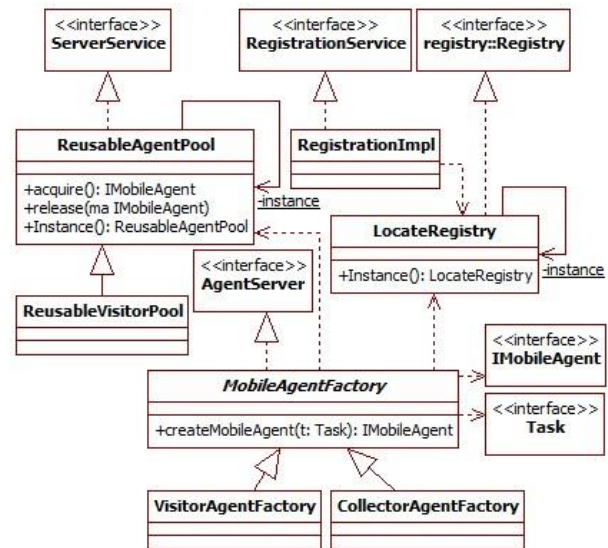 <<interface>>
ServerService
<<interface>>
RegistrationService
<<interface>>
registry::Registry
ReusableAgentPool
+acquire(): IMobileAgent
+release(ma IMobileAgent)
+Instance(): ReusableAgentPool
-instance
RegistrationImpl
LocateRegistry
+Instance(): LocateRegistry
-instance
ReusableVisitorPool
<<interface>>
AgentServer
<<interface>>
IMobileAgent
MobileAgentFactory
+createMobileAgent(t: Task): IMobileAgent
<<interface>>
Task
VisitorAgentFactory
CollectorAgentFactory